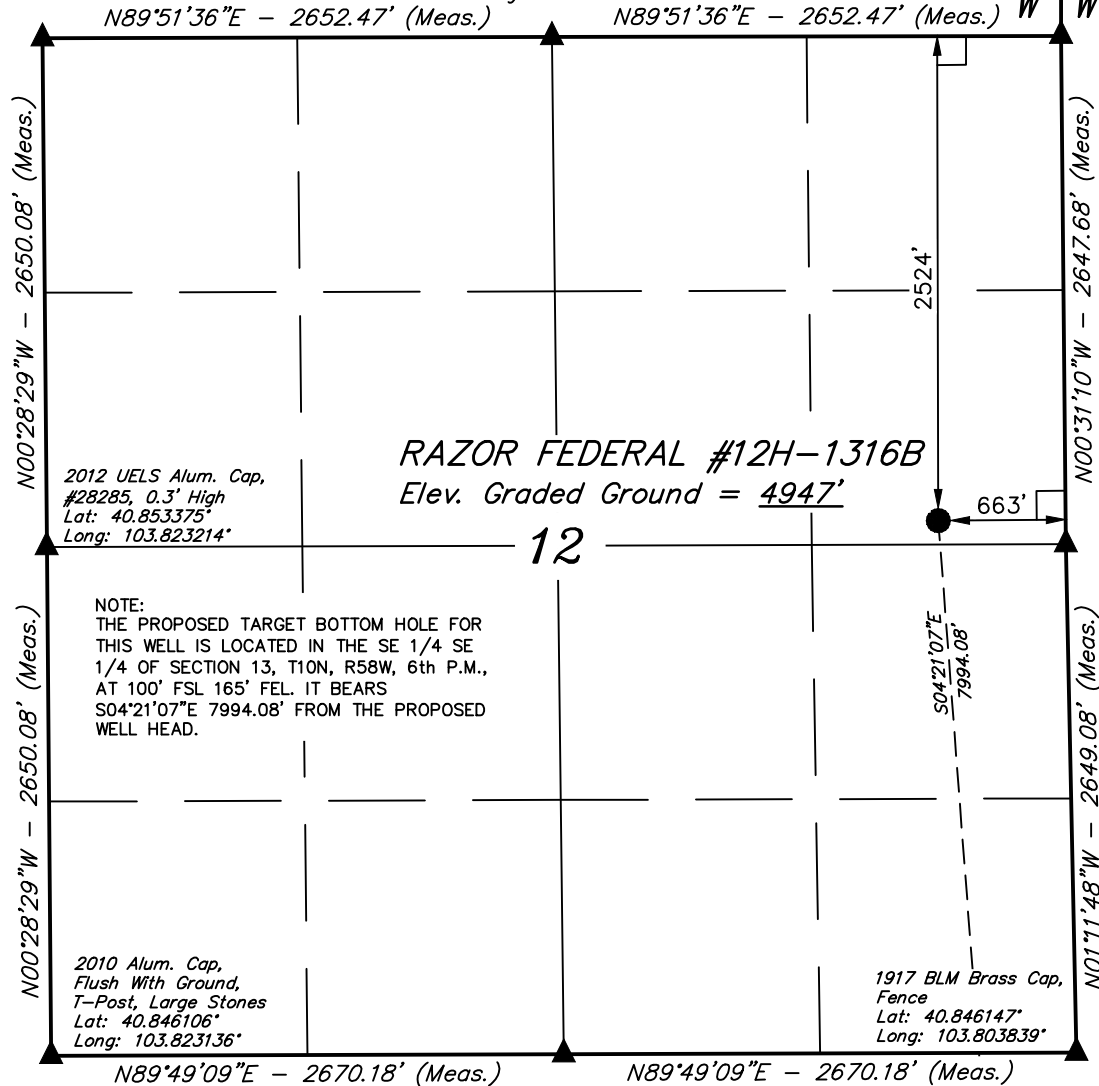 N89°51'36"E - 2652.47' (Meas.)
N89°51'36"E - 2652.47' (Meas.)
W
W
N00°28'29"W - 2650.08' (Meas.)
N00°31'10"W - 2647.68' (Meas.)
2524'
RAZOR FEDERAL #12H-1316B
Elev. Graded Ground = 4947'
663'
2012 UELS Alum. Cap,
#28285, 0.3' High
Lat: 40.853375°
Long: 103.823214°
12
NOTE:
THE PROPOSED TARGET BOTTOM HOLE FOR
THIS WELL IS LOCATED IN THE SE 1/4 SE
1/4 OF SECTION 13, T10N, R58W, 6th P.M.,
AT 100' FSL 165' FEL. IT BEARS
S04°21'07"E 7994.08' FROM THE PROPOSED
WELL HEAD.
S04°21'07"E
7994.08'
N00°28'29"W - 2650.08' (Meas.)
N01°11'48"W - 2649.08' (Meas.)
2010 Alum. Cap,
Flush With Ground,
T-Post, Large Stones
Lat: 40.846106°
Long: 103.823136°
1917 BLM Brass Cap,
Fence
Lat: 40.846147°
Long: 103.803839°
N89°49'09"E - 2670.18' (Meas.)
N89°49'09"E - 2670.18' (Meas.)